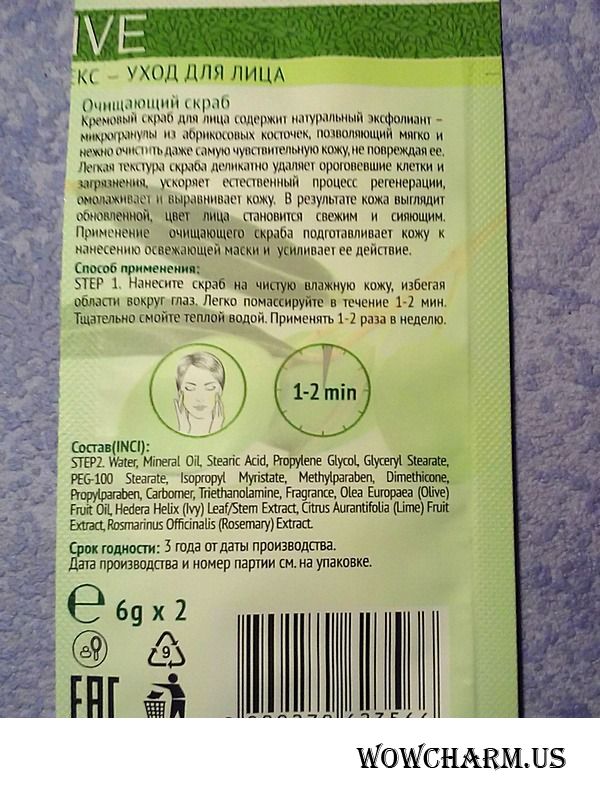 IVE
КС – УХОД ДЛЯ ЛИЦА
Очищающий скраб
Кремовый скраб для лица содержит натуральный эксфолиант –
микрогранулы из абрикосовых косточек, позволяющий мягко и
нежно очистить даже самую чувствительную кожу, не повреждая ее.
Легкая текстура скраба деликатно удаляет ороговевшие клетки и
загрязнения, ускоряет естественный процесс регенерации,
омолаживает и выравнивает кожу. В результате кожа выглядит
обновленной, цвет лица становится свежим и сияющим.
Применение очищающего скраба подготавливает кожу к
нанесению освежающей маски и усиливает ее действие.
Способ применения:
STEP 1. Нанесите скраб на чистую влажную кожу, избегая
области вокруг глаз. Легко помассируйте в течение 1-2 мин.
Тщательно смойте теплой водой. Применять 1-2 раза в неделю.
1-2 min
Состав(INCI):
STEP2. Water, Mineral Oil, Stearic Acid, Propylene Glycol, Glyceryl Stearate,
PEG-100 Stearate, Isopropyl Myristate, Methylparaben, Dimethicone,
Propylparaben, Carbomer, Triethanolamine, Fragrance, Olea Europaea (Olive)
Fruit Oil, Hedera Helix (Ivy) Leaf/Stem Extract, Citrus Aurantifolia (Lime) Fruit
Extract, Rosmarinus Officinalis (Rosemary) Extract.
Срок годности: 3 года от даты производства.
Дата производства и номер партии см. на упаковке.
℮ 6g x 2
9
EAC
WOWCHARM.US